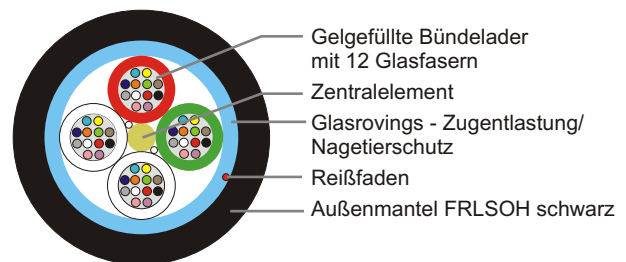 Gelgefüllte Bündelader
mit 12 Glasfasern
Zentralelement
Glasrovings - Zugentlastung/
Nagetierschutz
Reißfaden
Außenmantel FRLSOH schwarz